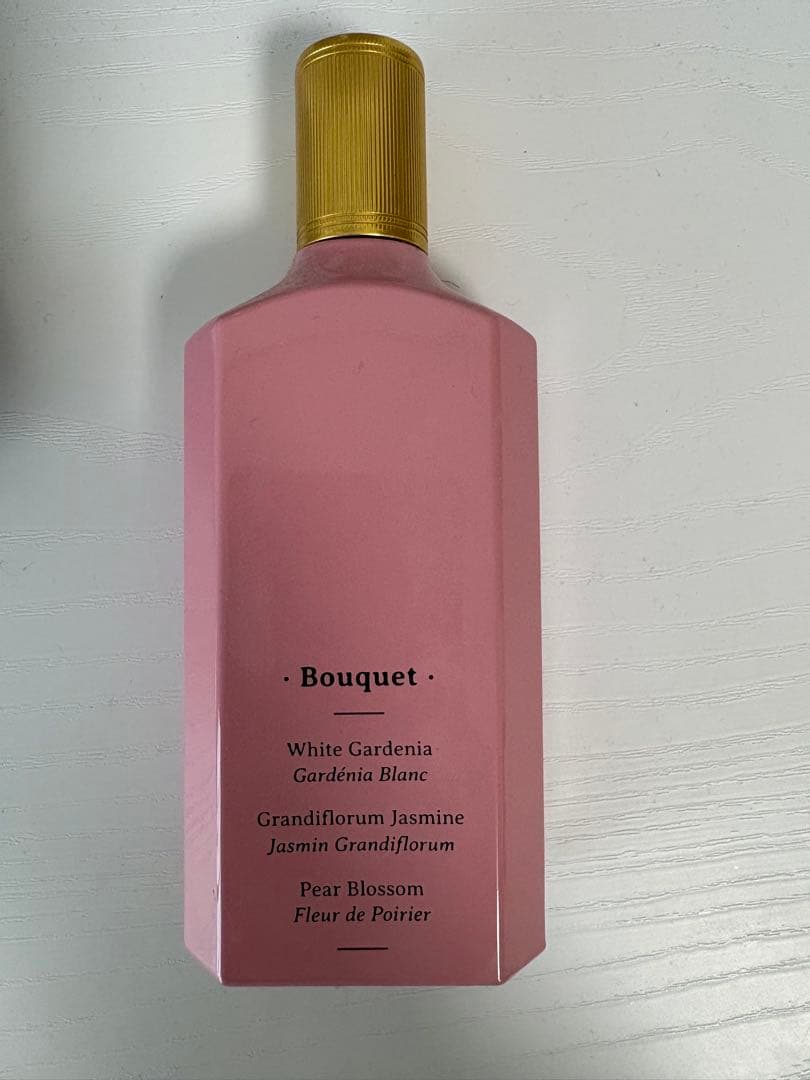 · Bouquet ·
White Gardenia
Gardénia Blanc
Grandiflorum Jasmine
Jasmin Grandiflorum
Pear Blossom
Fleur de Poirier